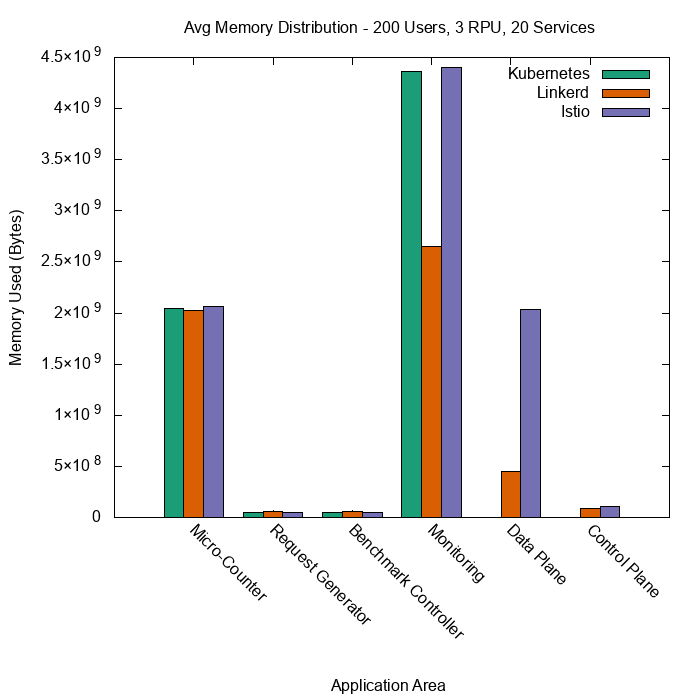 Avg Memory Distribution - 200 Users, 3 RPU, 20 Services
Kubernetes
Linkerd
Istio
4.5×10⁹
4×10⁹
3.5×10⁹
3×10⁹
2.5×10⁹
2×10⁹
1.5×10⁹
1×10⁹
5×10⁸
0
Memory Used (Bytes)
Micro-Counter
Request Generator
Benchmark Controller
Monitoring
Data Plane
Control Plane
Application Area